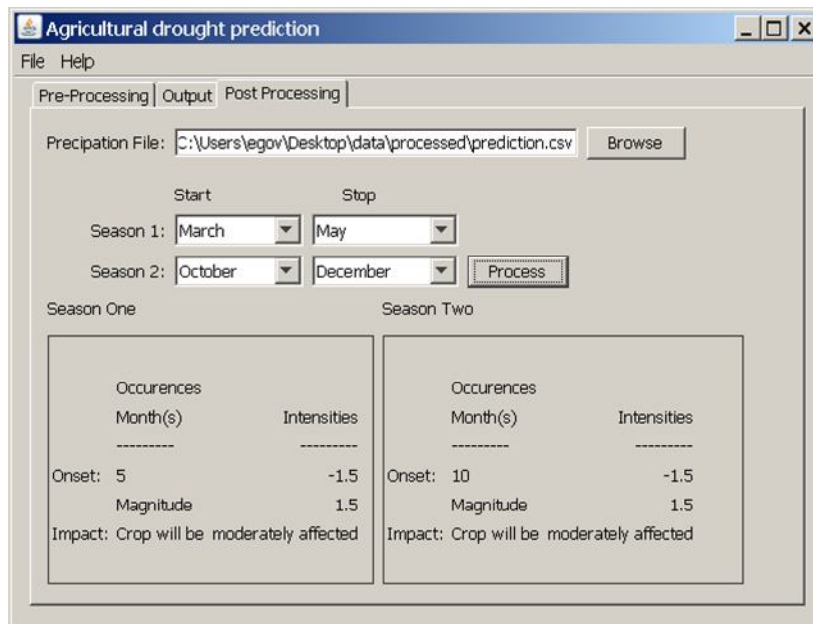 Agricultural drought prediction
File Help
Pre-Processing Output Post Processing
Precipation File: C:\Users\egov\Desktop\data\processed\prediction.csv Browse
Start Stop
Season 1: March May
Season 2: October December Process
Season One Season Two
Occurences Occurences
Month(s) Intensities Month(s) Intensities
--------- --------- --------- ---------
Onset: 5 -1.5 Onset: 10 -1.5
Magnitude 1.5 Magnitude 1.5
Impact: Crop will be moderately affected Impact: Crop will be moderately affected